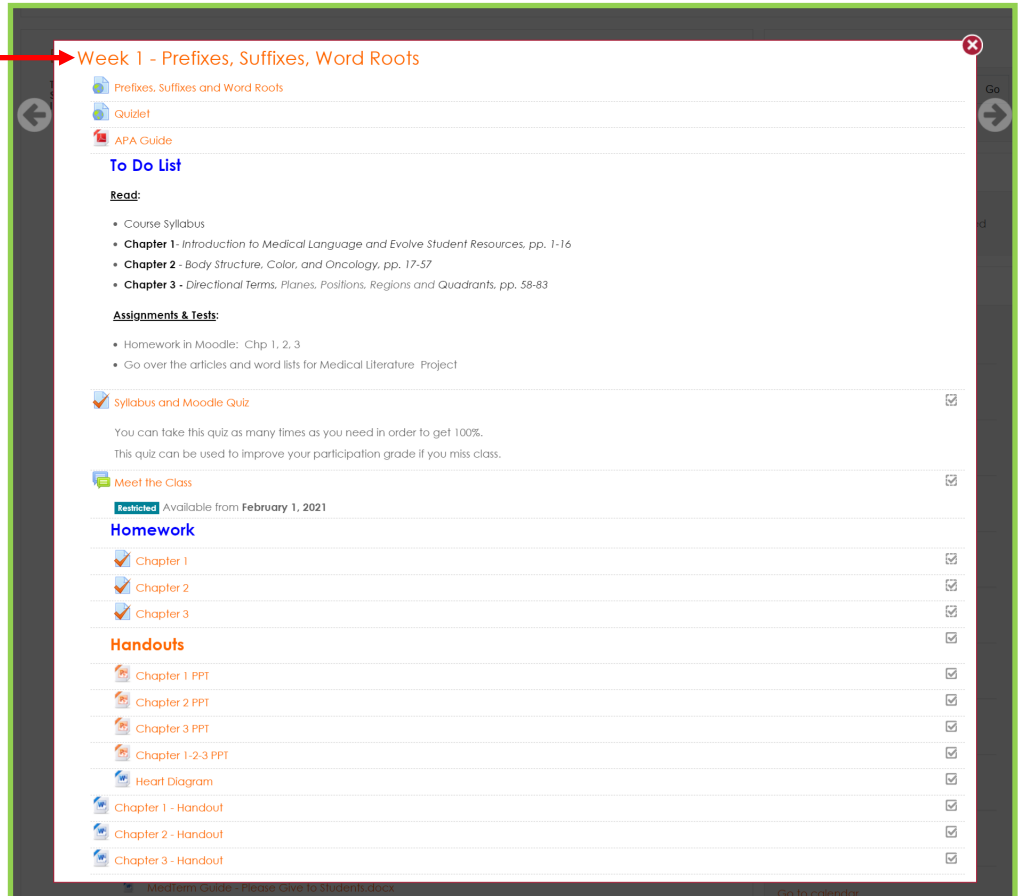 Week 1 - Prefixes, Suffixes, Word Roots
Prefixes, Suffixes and Word Roots
Go
Quizlet
APA Guide
To Do List
Read:
• Course Syllabus
• Chapter 1- Introduction to Medical Language and Evolve Student Resources, pp. 1-16
• Chapter 2 - Body Structure, Color, and Oncology, pp. 17-57
• Chapter 3 - Directional Terms, Planes, Positions, Regions and Quadrants, pp. 58-83
Assignments & Tests:
• Homework in Moodle: Chp 1, 2, 3
• Go over the articles and word lists for Medical Literature Project
Syllabus and Moodle Quiz
You can take this quiz as many times as you need in order to get 100%.
This quiz can be used to improve your participation grade if you miss class.
Meet the Class
Restricted Available from February 1, 2021
Homework
Chapter 1
Chapter 2
Chapter 3
Handouts
Chapter 1 PPT
Chapter 2 PPT
Chapter 3 PPT
Chapter 1-2-3 PPT
Heart Diagram
Chapter 1 - Handout
Chapter 2 - Handout
Chapter 3 - Handout
MedTerm Guide - Please Give to Students.docx
Go to calendar